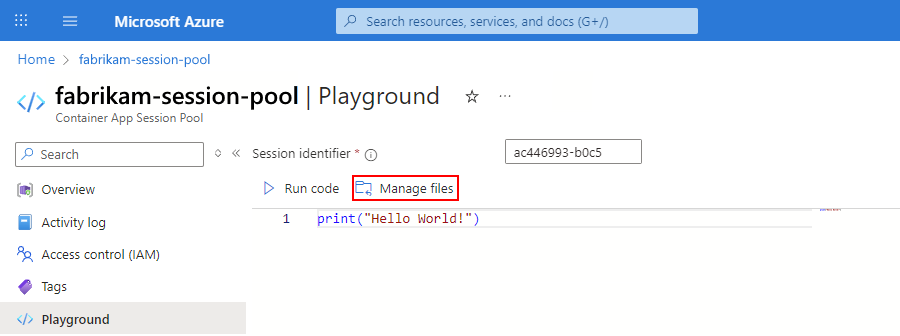 Microsoft Azure
Search resources, services, and docs (G+/)
Home > fabrikam-session-pool
fabrikam-session-pool | Playground
Container App Session Pool
Search
Session identifier *
ac446993-b0c5
Run code
Manage files
Overview
1 print("Hello World!")
Activity log
Access control (IAM)
Tags
Playground